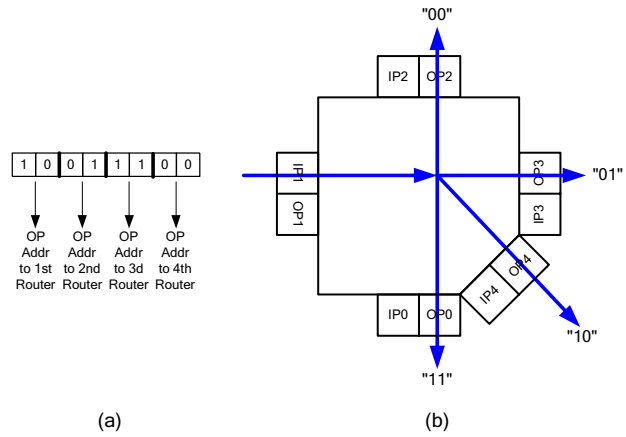 1 0 0 1 1 1 0 0
OP Addr to 1st Router
OP Addr to 2nd Router
OP Addr to 3d Router
OP Addr to 4th Router
(a)
"00"
IP2 OP2
IP1
OP1
OP3
IP3
"01"
OP4
IP4
"10"
IP0 OP0
"11"
(b)